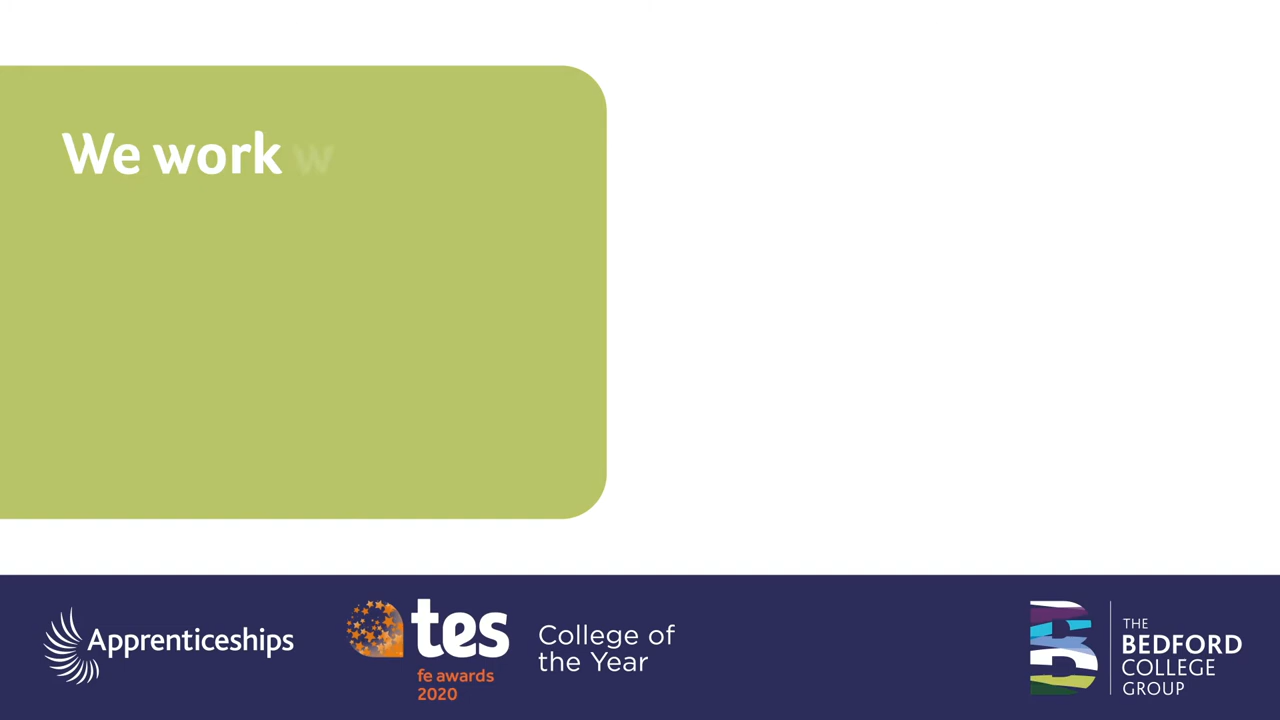 We work w
Apprenticeships
tes
fe awards
2020
College of
the Year
THE
BEDFORD
COLLEGE
GROUP